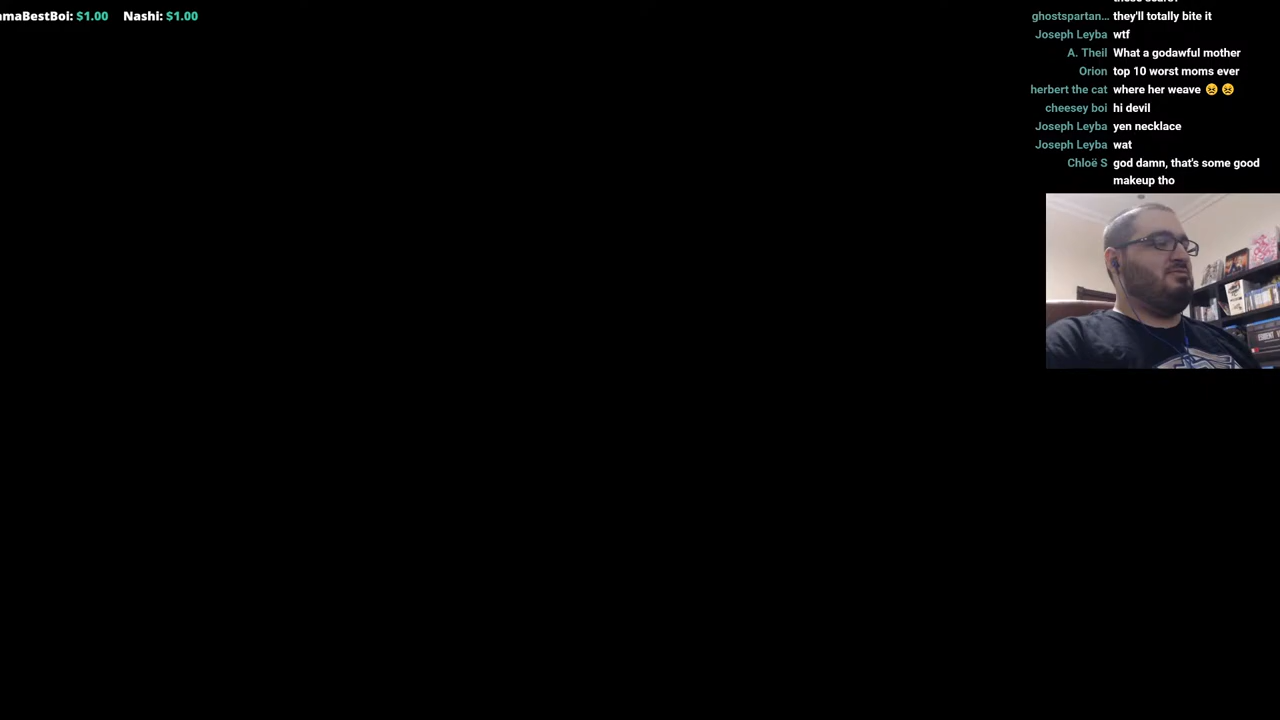 amaBestBoi: $1.00 Nashi: $1.00
ghostspartan... they'll totally bite it
Joseph Leyba wtf
A. Theil What a godawful mother
Orion top 10 worst moms ever
herbert the cat where her weave 😣 😣
cheesey boi hi devil
Joseph Leyba yen necklace
Joseph Leyba wat
Chloë S god damn, that's some good
makeup tho